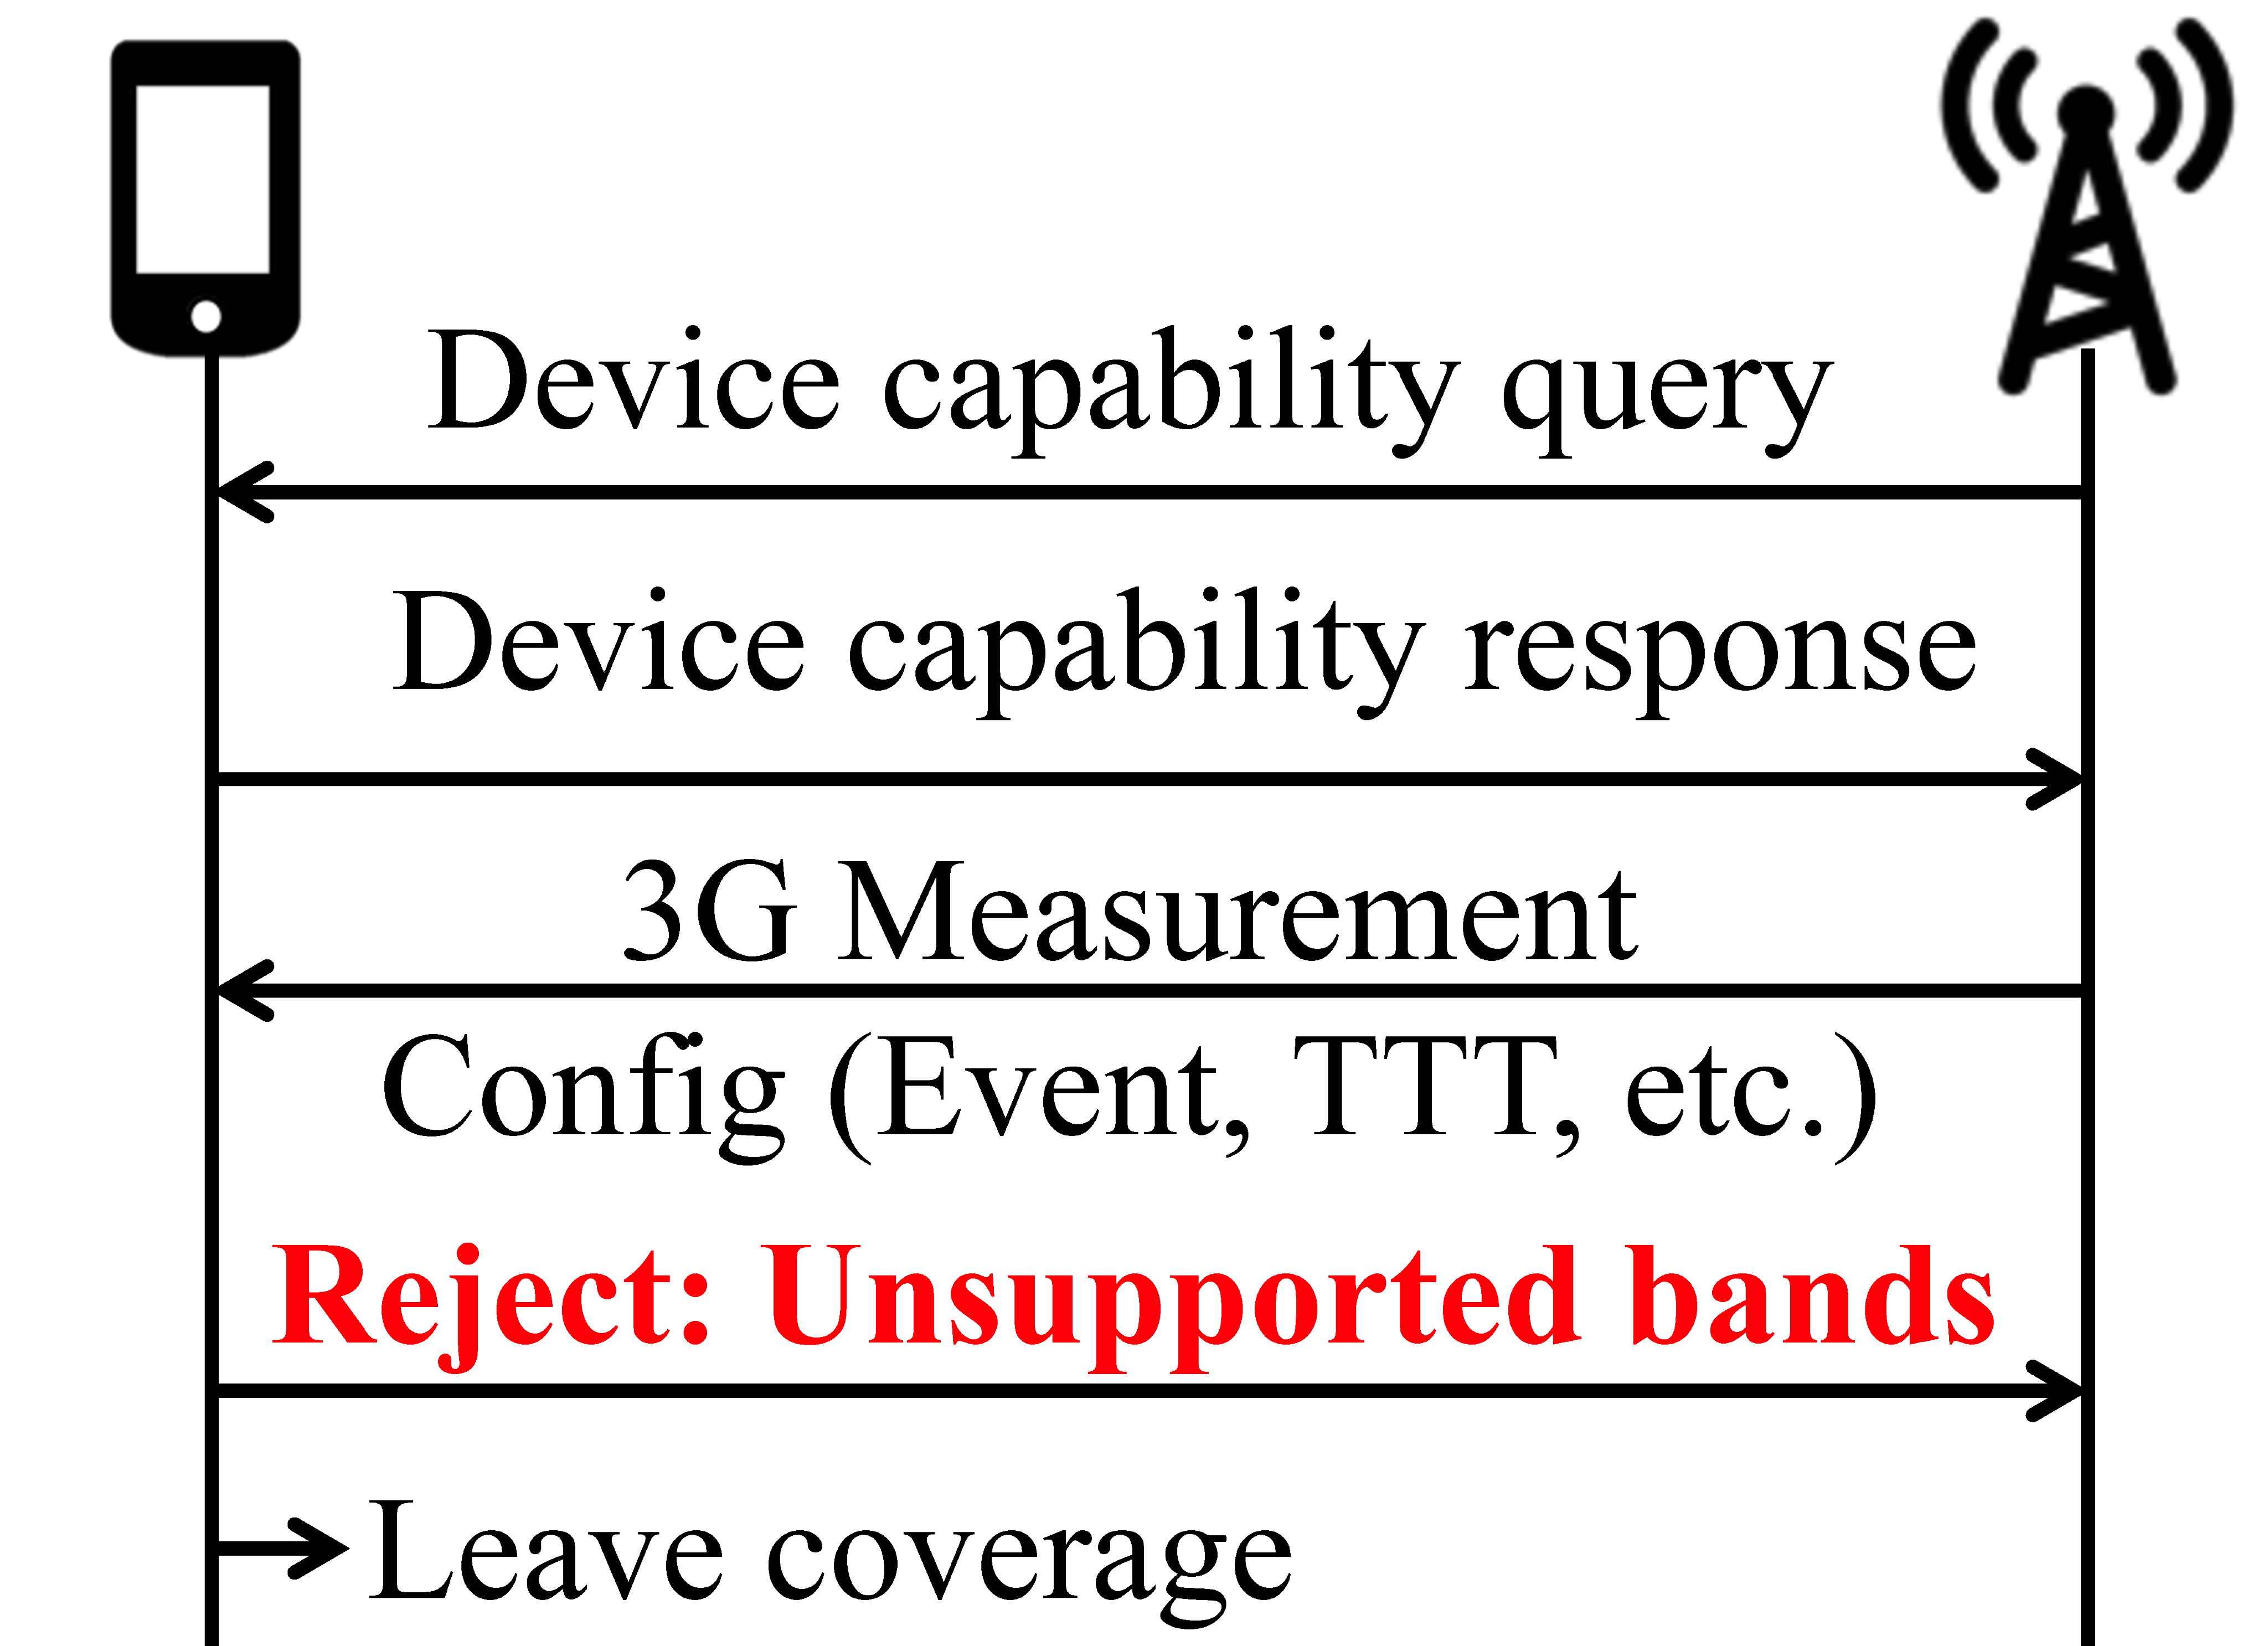 Device capability query
Device capability response
3G Measurement
Config (Event, TTT, etc.)
Reject: Unsupported bands
Leave coverage